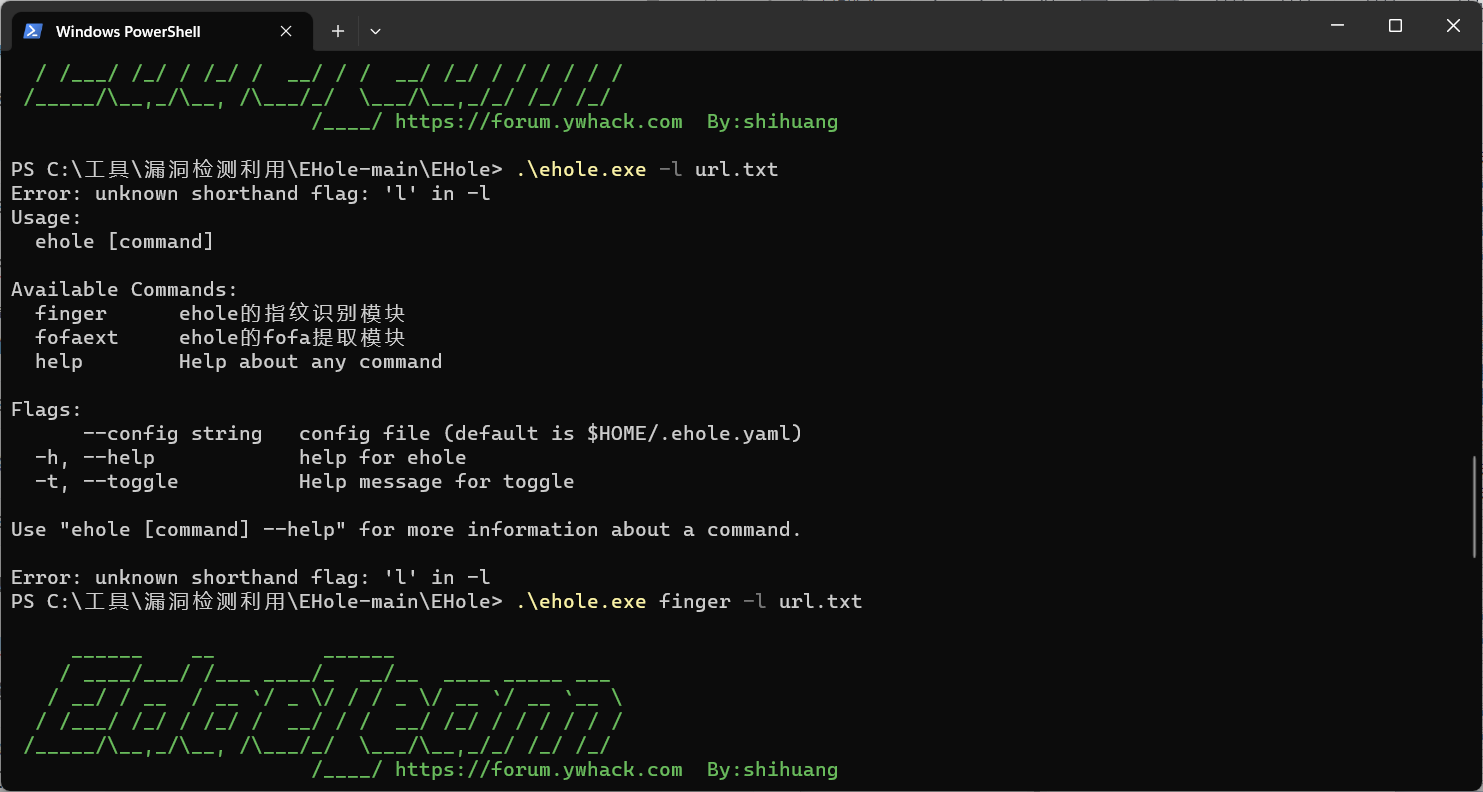 Windows PowerShell
  / /___/ /_/ / /_/ /  __/ / /  __/ /_/ / / / / / /
 /_____/\__,_/\__, /\___/_/  \___/\__,_/_/ /_/ /_/
                         /____/ https://forum.ywhack.com  By:shihuang
PS C:\工具\漏洞检测利用\EHole-main\EHole> .\ehole.exe -l url.txt
Error: unknown shorthand flag: 'l' in -l
Usage:
  ehole [command]
Available Commands:
  finger      ehole的指纹识别模块
  fofaext     ehole的fofa提取模块
  help        Help about any command
Flags:
      --config string   config file (default is $HOME/.ehole.yaml)
  -h, --help            help for ehole
  -t, --toggle          Help message for toggle
Use "ehole [command] --help" for more information about a command.
Error: unknown shorthand flag: 'l' in -l
PS C:\工具\漏洞检测利用\EHole-main\EHole> .\ehole.exe finger -l url.txt
     ______    __         ______
    / ____/___/ /___ ____/_  __/__  ____ _____ ___
   / __/ / __  / __ `/ _ \/ / / _ \/ __ `/ __ `__ \
  / /___/ /_/ / /_/ /  __/ / /  __/ /_/ / / / / / /
 /_____/\__,_/\__, /\___/_/  \___/\__,_/_/ /_/ /_/
                         /____/ https://forum.ywhack.com  By:shihuang